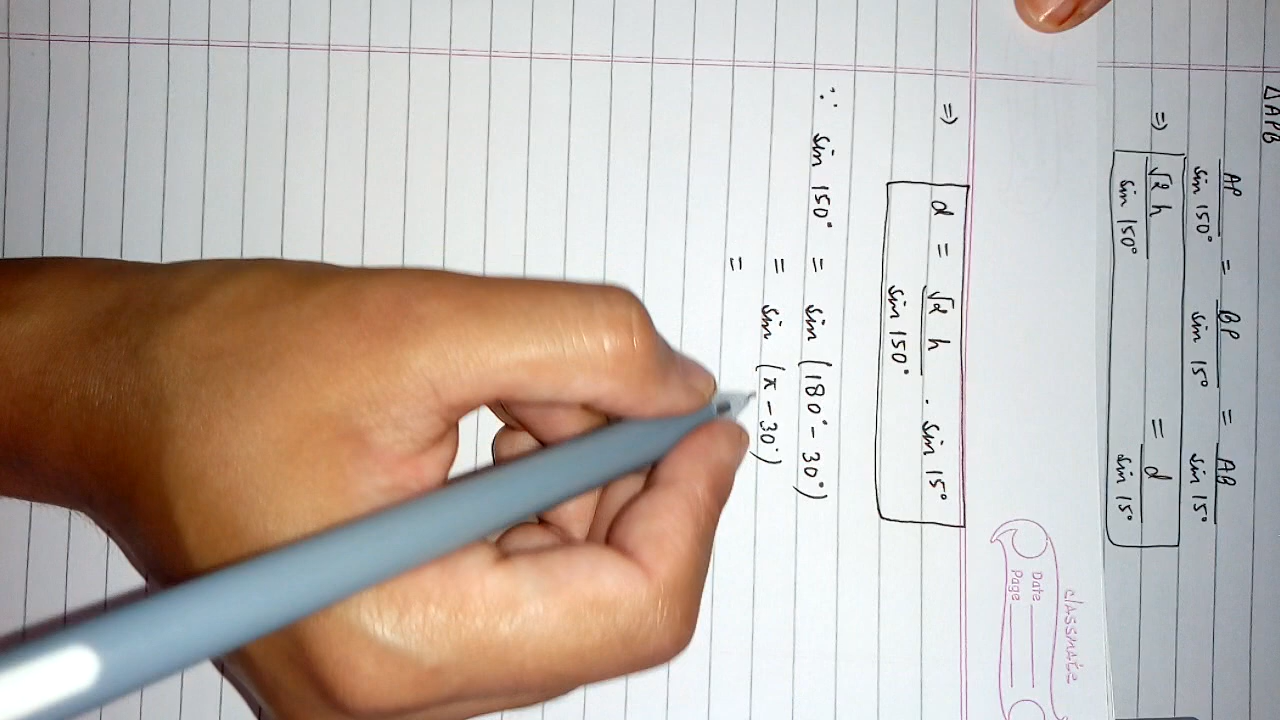 ΔAPB
AP/sin 150° = BP/sin 15° = AB/sin 15°
=) √2 h/sin 150° = d/sin 15°
classmate
Date
Page
=) d = √2 h/sin 150° . sin 15°
∵ sin 150° = sin (180° - 30°)
= sin (π - 30°)
=